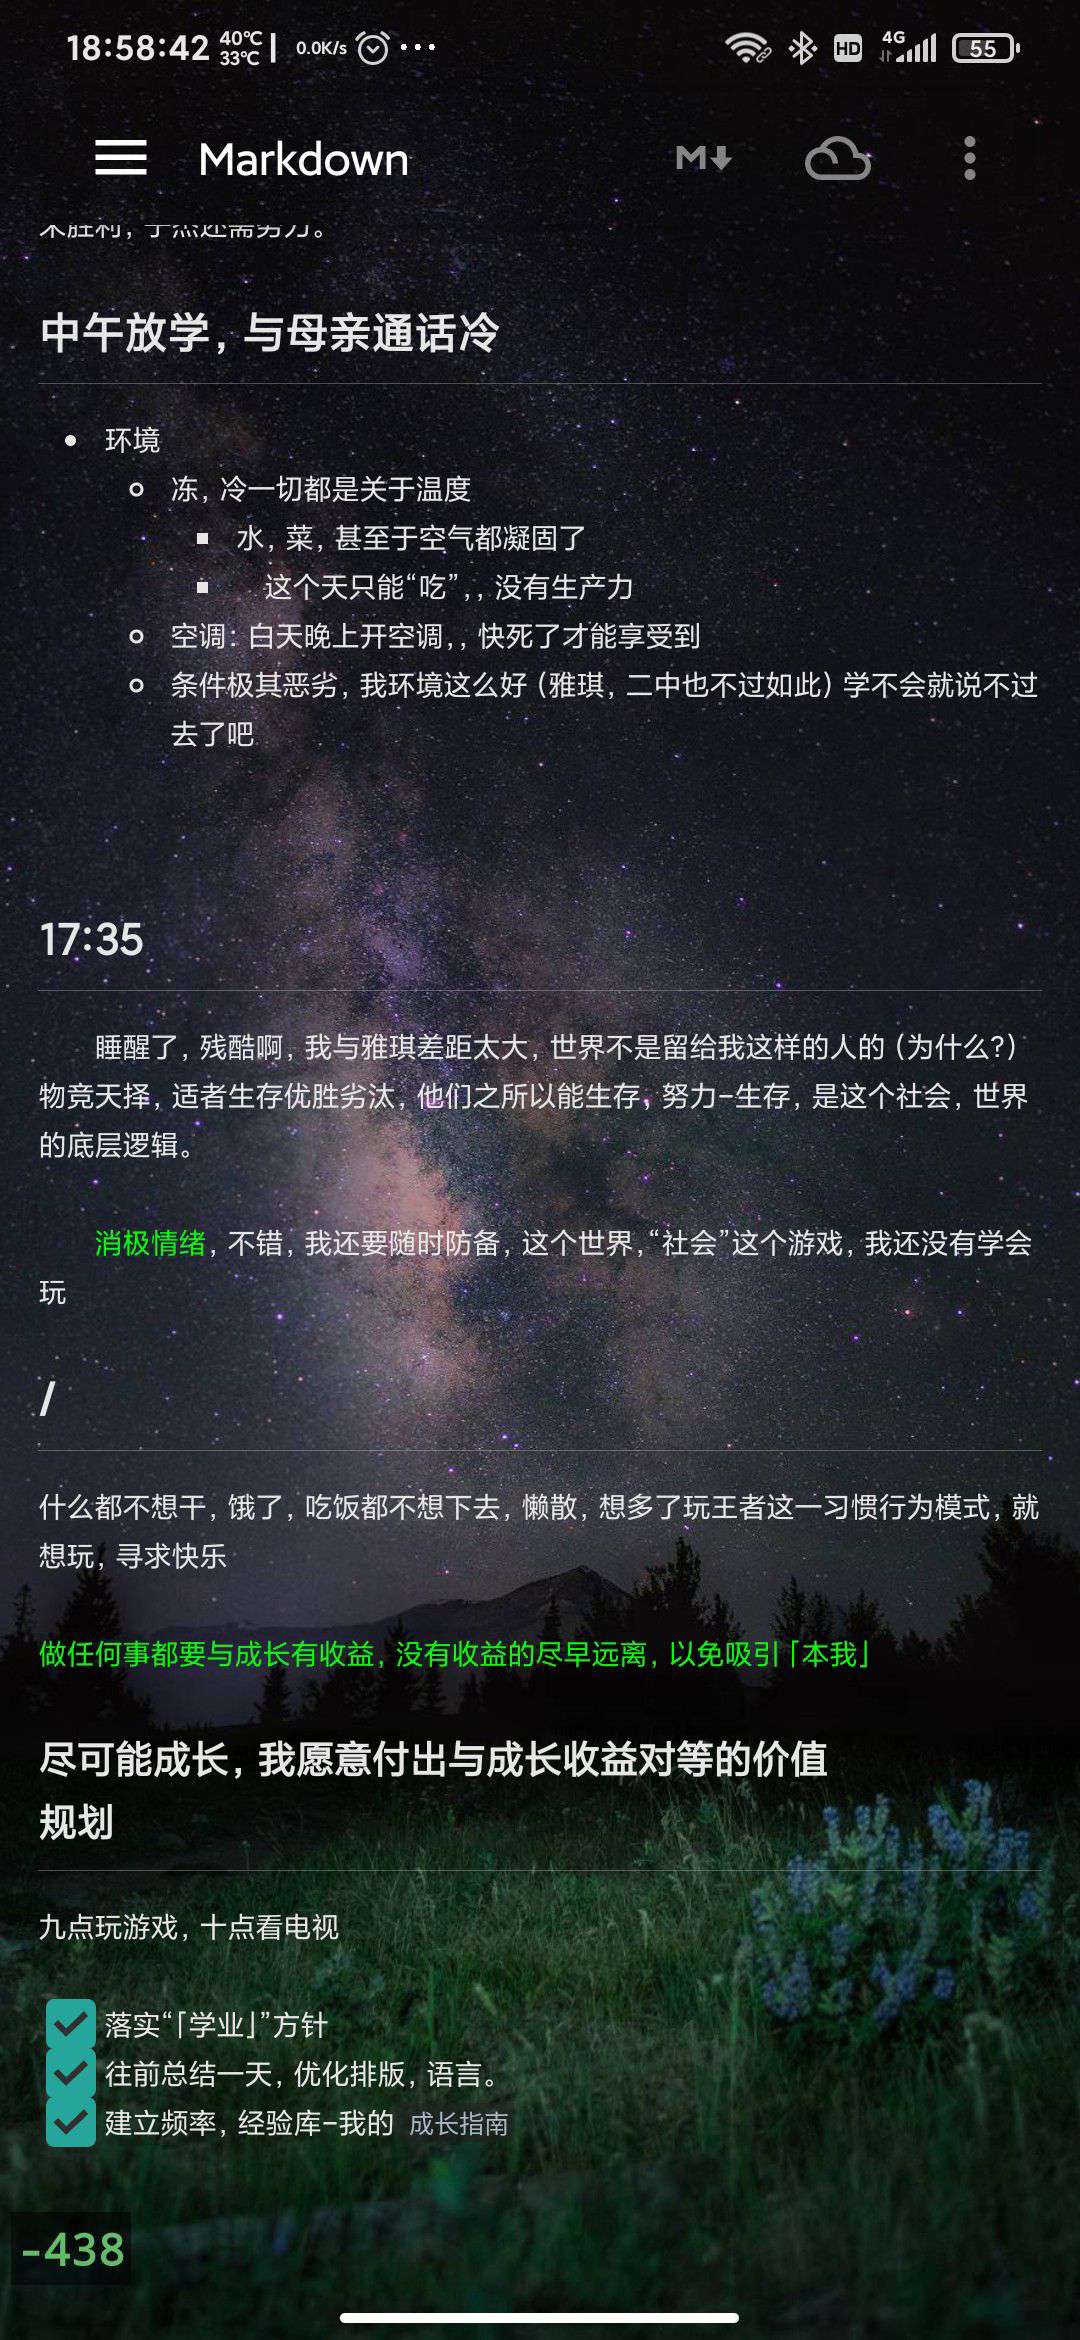 18:58:42 40℃ 33℃ 0.0K/s HD 4G 55
Markdown M
中午放学，与母亲通话冷
环境
冻，冷一切都是关于温度
水，菜，甚至于空气都凝固了
这个天只能“吃”，，没有生产力
空调：白天晚上开空调，，快死了才能享受到
条件极其恶劣，我环境这么好（雅琪，二中也不过如此）学不会就说不过
去了吧
17:35
睡醒了，残酷啊，我与雅琪差距太大，世界不是留给我这样的人的（为什么？）
物竞天择，适者生存优胜劣汰，他们之所以能生存，努力-生存，是这个社会，世界
的底层逻辑。
消极情绪，不错，我还要随时防备，这个世界，“社会”这个游戏，我还没有学会
玩
/
什么都不想干，饿了，吃饭都不想下去，懒散，想多了玩王者这一习惯行为模式，就
想玩，寻求快乐
做任何事都要与成长有收益，没有收益的尽早远离，以免吸引「本我」
尽可能成长，我愿意付出与成长收益对等的价值
规划
九点玩游戏，十点看电视
落实“「学业」”方针
往前总结一天，优化排版，语言。
建立频率，经验库-我的 成长指南
-438